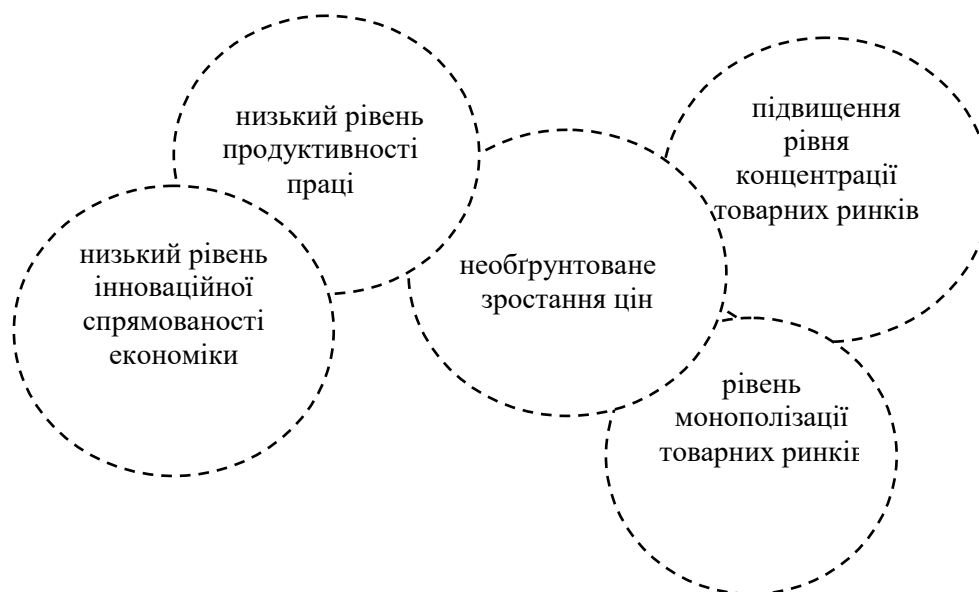 низький рівень
продуктивності
праці
підвищення
рівня
концентрації
товарних ринків
низький рівень
інноваційної
спрямованості
економіки
необґрунтоване
зростання цін
рівень
монополізації
товарних ринків